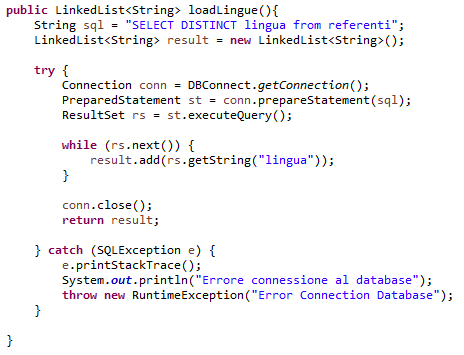 public LinkedList<String> loadLingue(){
    String sql = "SELECT DISTINCT lingua from referenti";
    LinkedList<String> result = new LinkedList<String>();

    try {
        Connection conn = DBConnect.getConnection();
        PreparedStatement st = conn.prepareStatement(sql);
        ResultSet rs = st.executeQuery();

        while (rs.next()) {
            result.add(rs.getString("lingua"));
        }

        conn.close();
        return result;

    } catch (SQLException e) {
        e.printStackTrace();
        System.out.println("Errore connessione al database");
        throw new RuntimeException("Error Connection Database");
    }

}